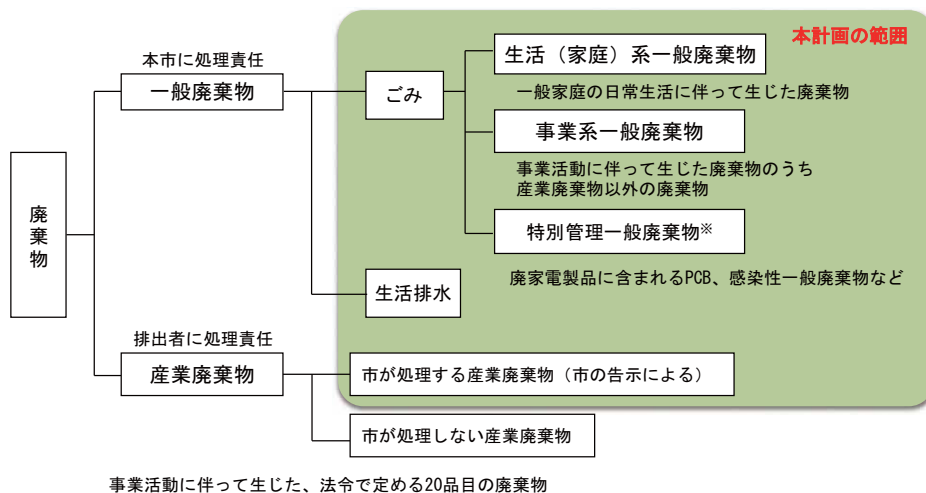 本計画の範囲
廃棄物
本市に処理責任
一般廃棄物
ごみ
生活(家庭)系一般廃棄物
一般家庭の日常生活に伴って生じた廃棄物
事業系一般廃棄物
事業活動に伴って生じた廃棄物のうち
産業廃棄物以外の廃棄物
特別管理一般廃棄物※
廃家電製品に含まれるPCB、感染性一般廃棄物など
生活排水
排出者に処理責任
産業廃棄物
市が処理する産業廃棄物(市の告示による)
市が処理しない産業廃棄物
事業活動に伴って生じた、法令で定める20品目の廃棄物